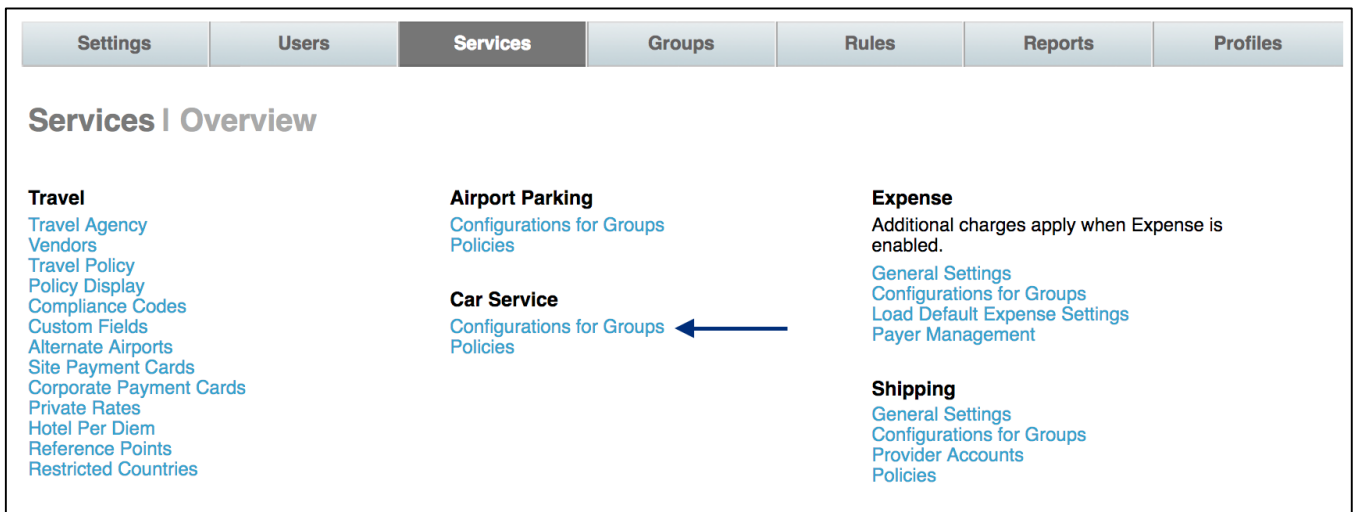 Settings Users Services Groups Rules Reports Profiles
Services | Overview
Travel
Travel Agency
Vendors
Travel Policy
Policy Display
Compliance Codes
Custom Fields
Alternate Airports
Site Payment Cards
Corporate Payment Cards
Private Rates
Hotel Per Diem
Reference Points
Restricted Countries
Airport Parking
Configurations for Groups
Policies
Car Service
Configurations for Groups
Policies
Expense
Additional charges apply when Expense is
enabled.
General Settings
Configurations for Groups
Load Default Expense Settings
Payer Management
Shipping
General Settings
Configurations for Groups
Provider Accounts
Policies